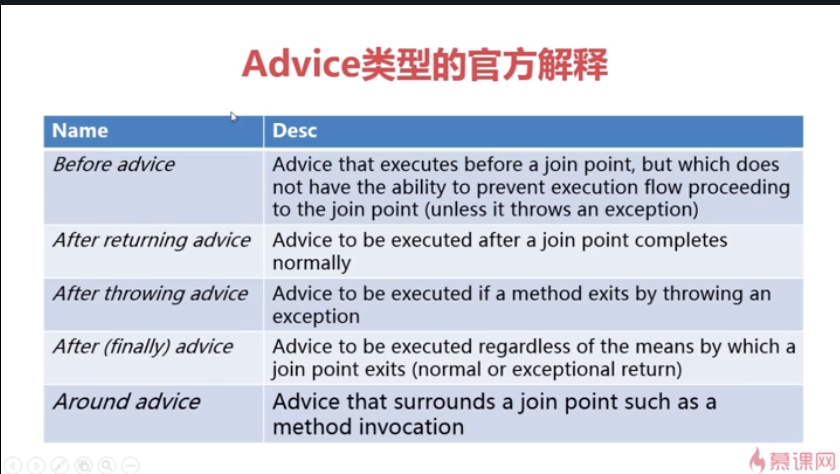 Advice类型的官方解释
Name
Desc
Before advice
Advice that executes before a join point, but which does
not have the ability to prevent execution flow proceeding
to the join point (unless it throws an exception)
After returning advice
Advice to be executed after a join point completes
normally
After throwing advice
Advice to be executed if a method exits by throwing an
exception
After (finally) advice
Advice to be executed regardless of the means by which a
join point exits (normal or exceptional return)
Around advice
Advice that surrounds a join point such as a
method invocation
慕课网